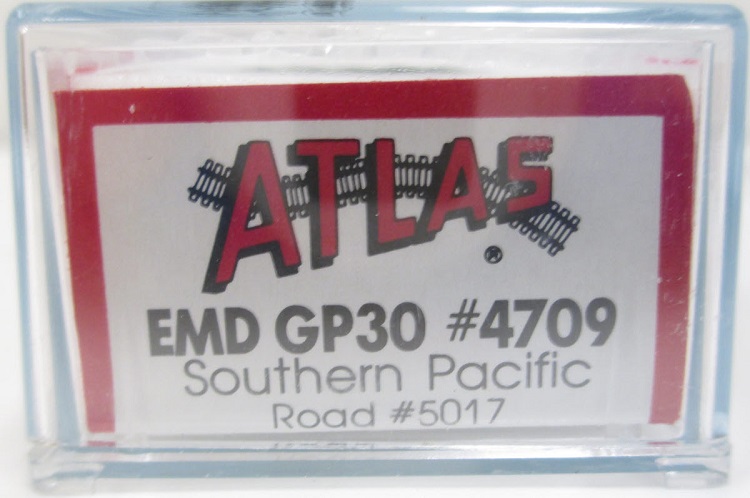 ATLAS®
EMD GP30 #4709
Southern Pacific
Road #5017